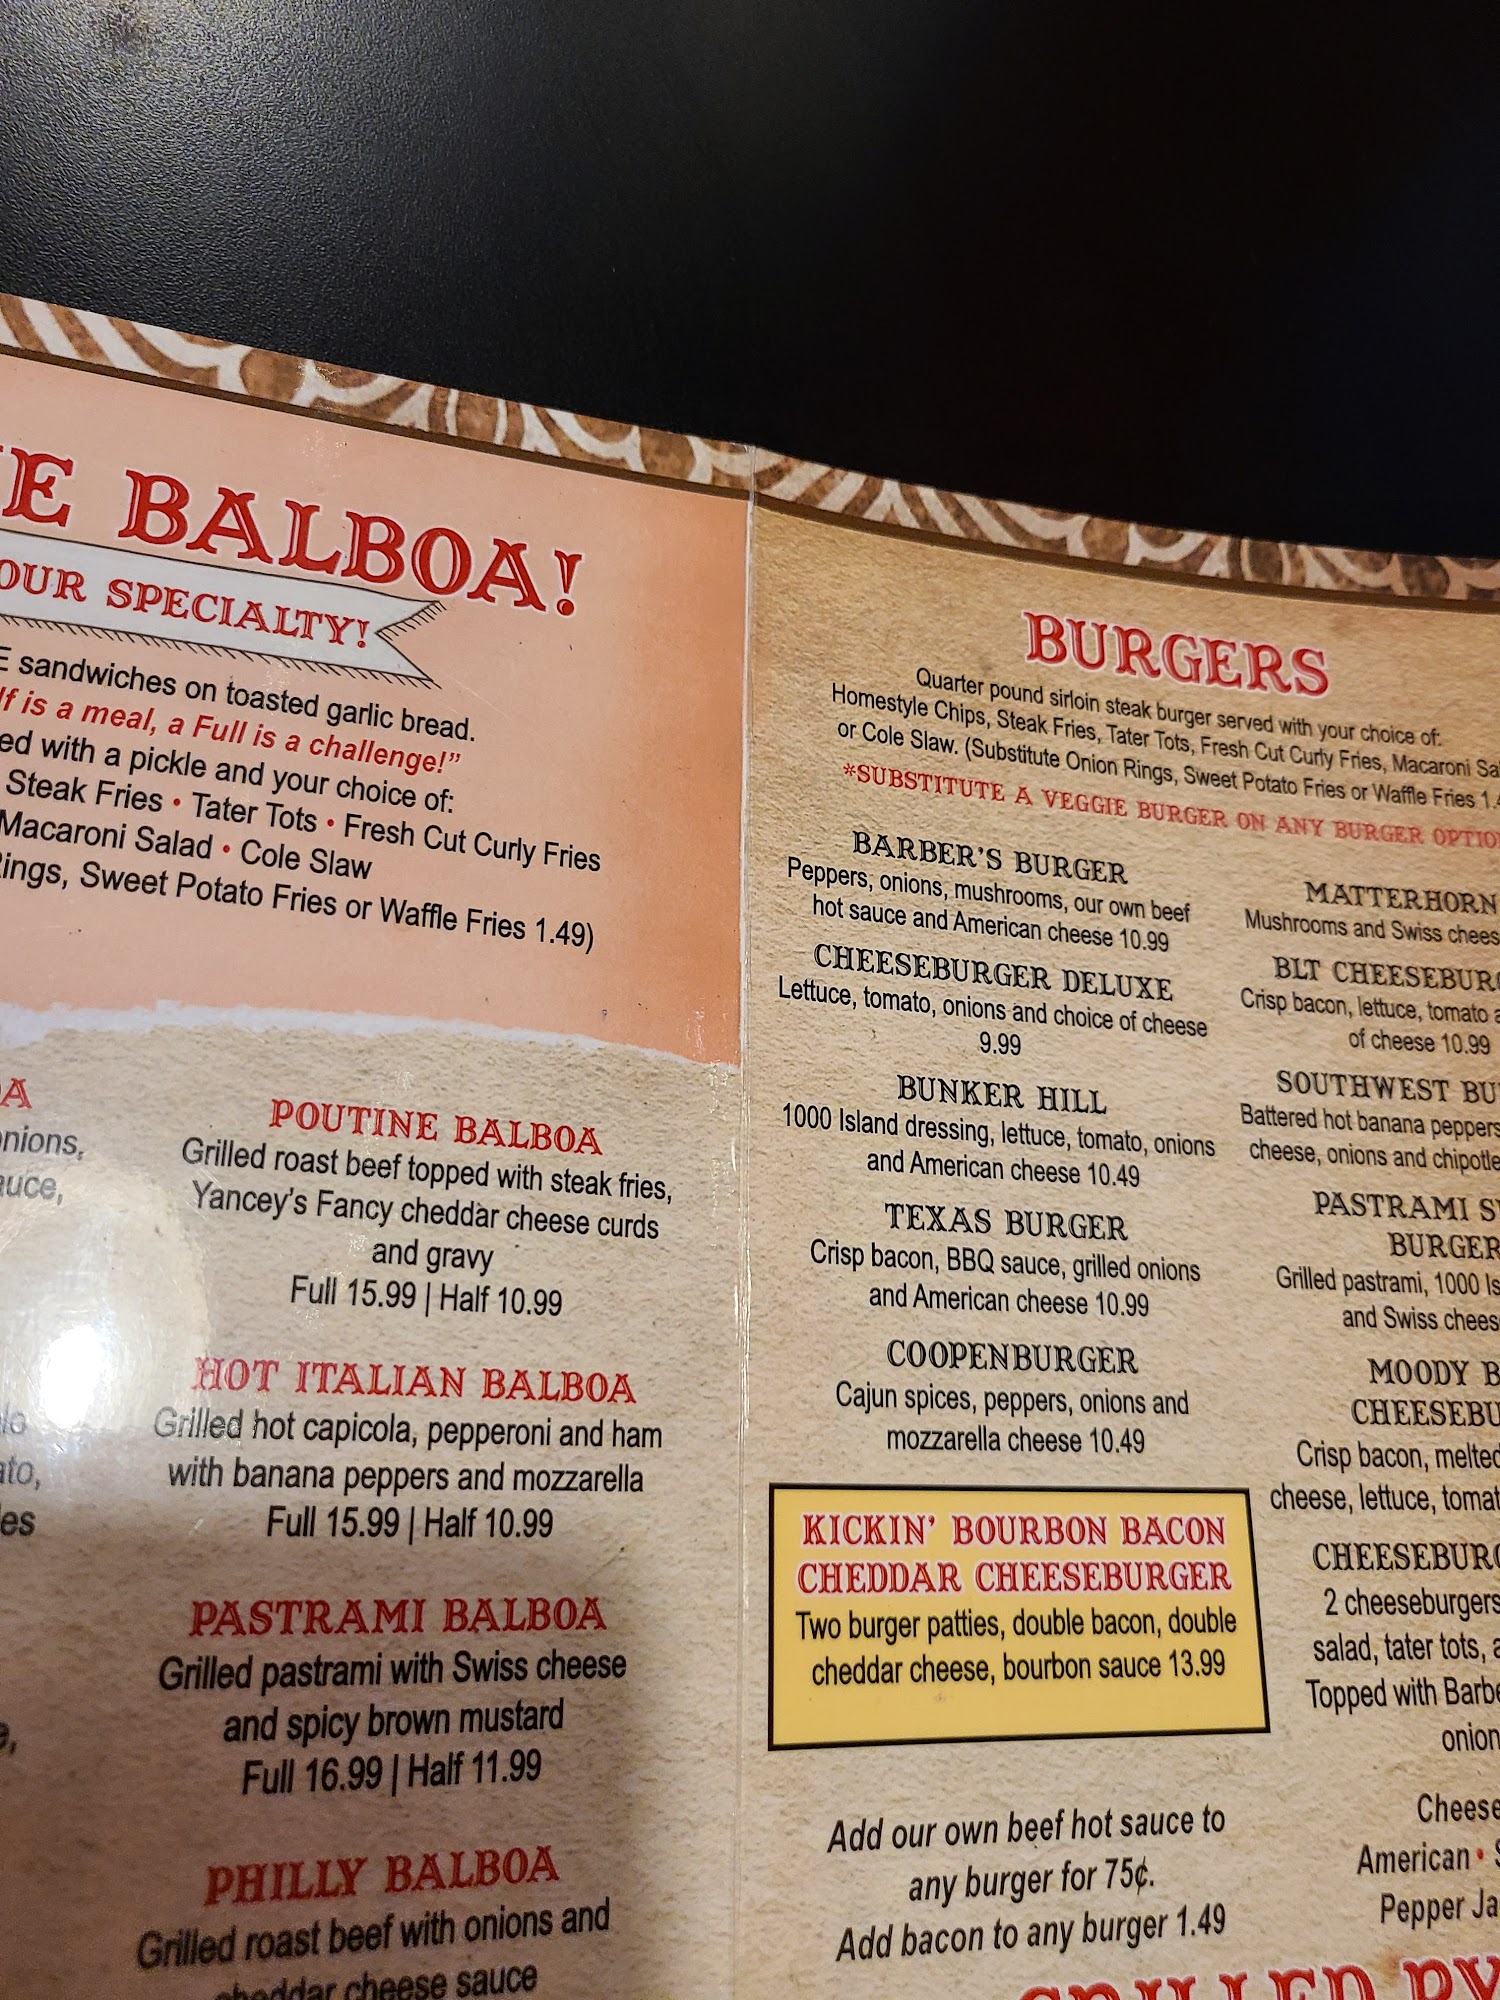 BALBOA!
OUR SPECIALTY!
sandwiches on toasted garlic bread.
is a meal, a Full is a challenge!”
with a pickle and your choice of:
Steak Fries • Tater Tots • Fresh Cut Curly Fries
Macaroni Salad • Cole Slaw
Sweet Potato Fries or Waffle Fries 1.49)
onions,
POUTINE BALBOA
Grilled roast beef topped with steak fries,
Yancey's Fancy cheddar cheese curds
and gravy
Full 15.99 | Half 10.99
HOT ITALIAN BALBOA
Grilled hot capicola, pepperoni and ham
with banana peppers and mozzarella
Full 15.99 | Half 10.99
PASTRAMI BALBOA
Grilled pastrami with Swiss cheese
and spicy brown mustard
Full 16.99 | Half 11.99
PHILLY BALBOA
Grilled roast beef with onions and
cheddar cheese sauce
BURGERS
Quarter pound sirloin steak burger served with your choice of:
Homestyle Chips, Steak Fries, Tater Tots, Fresh Cut Curly Fries, Macaroni
or Cole Slaw. (Substitute Onion Rings, Sweet Potato Fries or Waffle Fries
*SUBSTITUTE A VEGGIE BURGER ON ANY BURGER
BARBER'S BURGER
Peppers, onions, mushrooms, our own beef
hot sauce and American cheese 10.99
CHEESEBURGER DELUXE
Lettuce, tomato, onions and choice of cheese
9.99
BUNKER HILL
1000 Island dressing, lettuce, tomato, onions
and American cheese 10.49
TEXAS BURGER
Crisp bacon, BBQ sauce, grilled onions
and American cheese 10.99
COOPENBURGER
Cajun spices, peppers, onions and
mozzarella cheese 10.49
KICKIN' BOURBON BACON
CHEDDAR CHEESEBURGER
Two burger patties, double bacon, double
cheddar cheese, bourbon sauce 13.99
Add our own beef hot sauce to
any burger for 75¢.
Add bacon to any burger 1.49
MATTERHORN
Mushrooms and Swiss
BLT
Crisp bacon, lettuce, tomato
of cheese 10.99
SOUTHWEST
Battered hot banana peppers
cheese, onions and chipotle
PASTRAMI
BURGER
Grilled pastrami, 1000
and Swiss
MOODY
Crisp bacon, melted
cheese, lettuce,
2 cheeseburgers
salad, tater tots,
Topped with
American •
Pepper
GRILLED